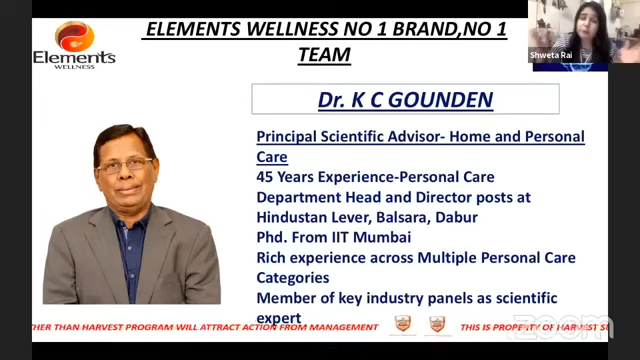 ELEMENTS WELLNESS NO 1 BRAND,NO 1
TEAM
Elements
WELLNESS
Shweta Rai
Dr. K C GOUNDEN
Principal Scientific Advisor- Home and Personal
Care
45 Years Experience-Personal Care
Department Head and Director posts at
Hindustan Lever, Balsara, Dabur
Phd. From IIT Mumbai
Rich experience across Multiple Personal Care
Categories
Member of key industry panels as scientific
expert
THAN HARVEST PROGRAM WILL ATTRACT ACTION FROM MANAGEMENT THIS IS PROPERTY OF HARVEST
zoom